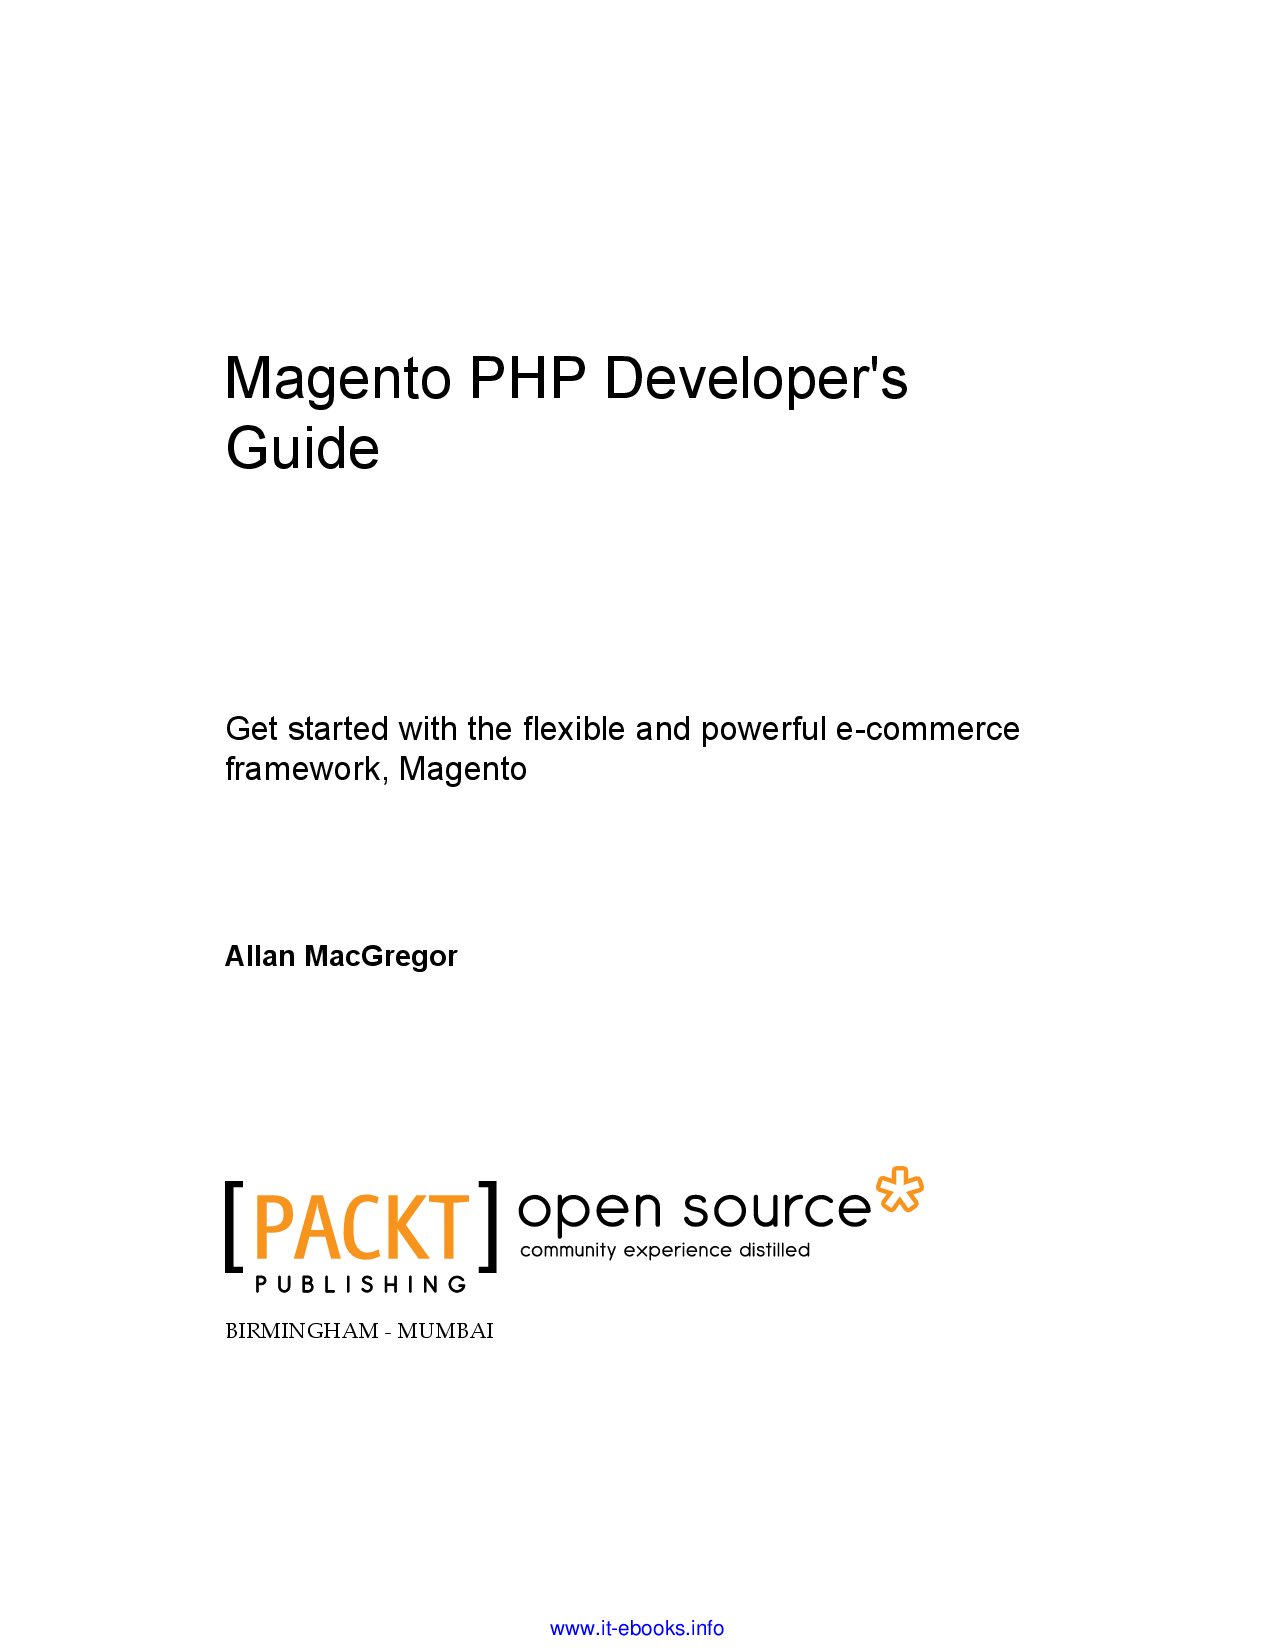 Magento PHP Developer's
Guide
Get started with the flexible and powerful e-commerce
framework, Magento
Allan MacGregor
[PACKT]
PUBLISHING
open source*
community experience distilled
BIRMINGHAM - MUMBAI
www.it-ebooks.info